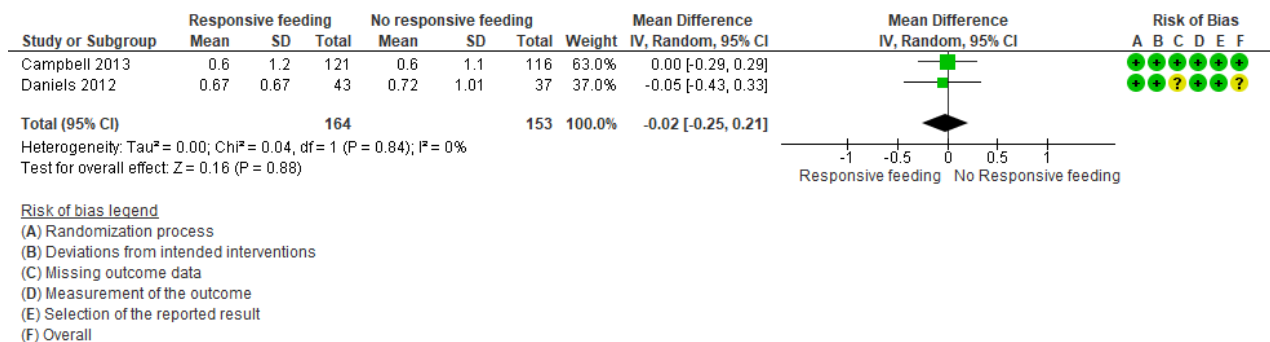 Responsive feeding No responsive feeding Mean Difference Mean Difference Risk of Bias
Study or Subgroup Mean SD Total Mean SD Total Weight IV, Random, 95% CI IV, Random, 95% CI A B C D E F
Campbell 2013 0.6 1.2 121 0.6 1.1 116 63.0% 0.00 [-0.29, 0.29] + + + + + +
Daniels 2012 0.67 0.67 43 0.72 1.01 37 37.0% -0.05 [-0.43, 0.33] + + ? + + ?
Total (95% CI) 164 153 100.0% -0.02 [-0.25, 0.21]
Heterogeneity: Tau² = 0.00; Chi² = 0.04, df = 1 (P = 0.84); I² = 0%
Test for overall effect: Z = 0.16 (P = 0.88)
-1 -0.5 0 0.5 1
Responsive feeding No Responsive feeding
Risk of bias legend
(A) Randomization process
(B) Deviations from intended interventions
(C) Missing outcome data
(D) Measurement of the outcome
(E) Selection of the reported result
(F) Overall